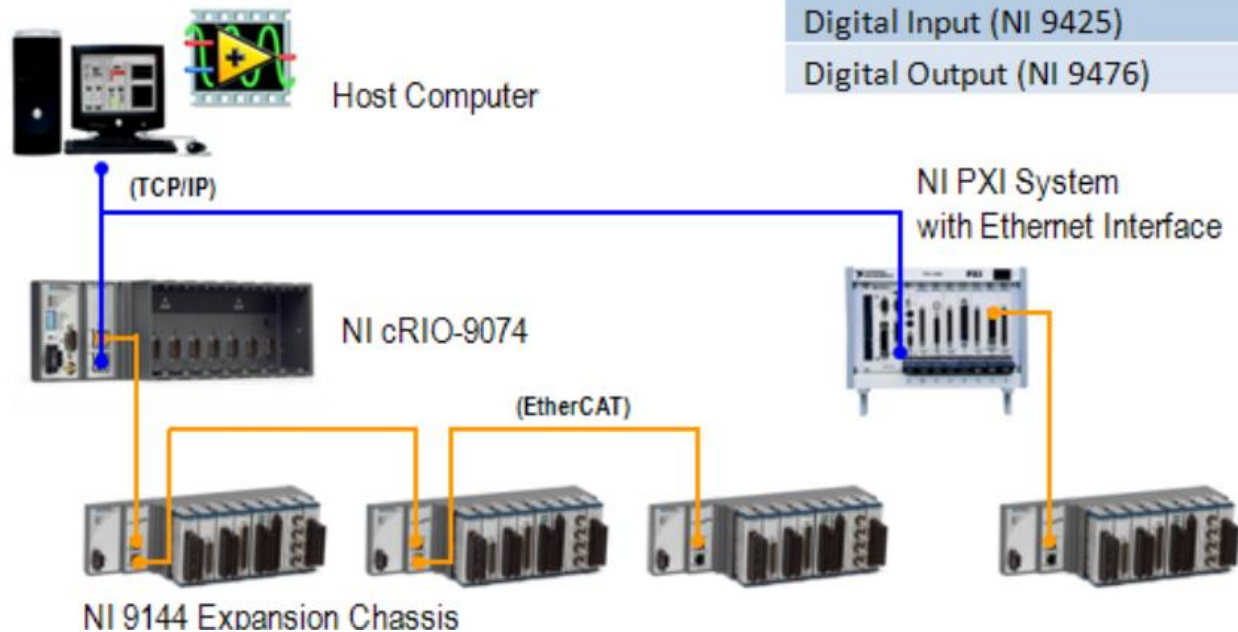 Digital Input (NI 9425)
Digital Output (NI 9476)
Host Computer
(TCP/IP)
NI PXI System
with Ethernet Interface
PXI
NI cRIO-9074
(EtherCAT)
NI 9144 Expansion Chassis